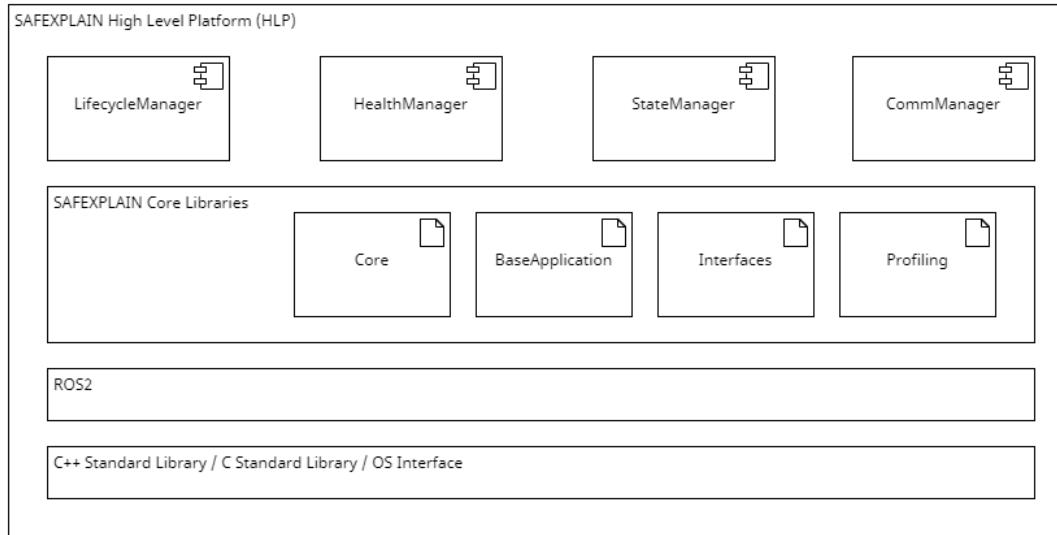 SAFEXPLAIN High Level Platform (HLP)
LifecycleManager
HealthManager
StateManager
CommManager
SAFEXPLAIN Core Libraries
Core
BaseApplication
Interfaces
Profiling
ROS2
C++ Standard Library / C Standard Library / OS Interface